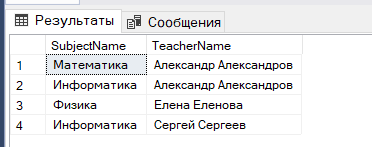 Результаты Сообщения
SubjectName TeacherName
1 Математика Александр Александров
2 Информатика Александр Александров
3 Физика Елена Еленова
4 Информатика Сергей Сергеев